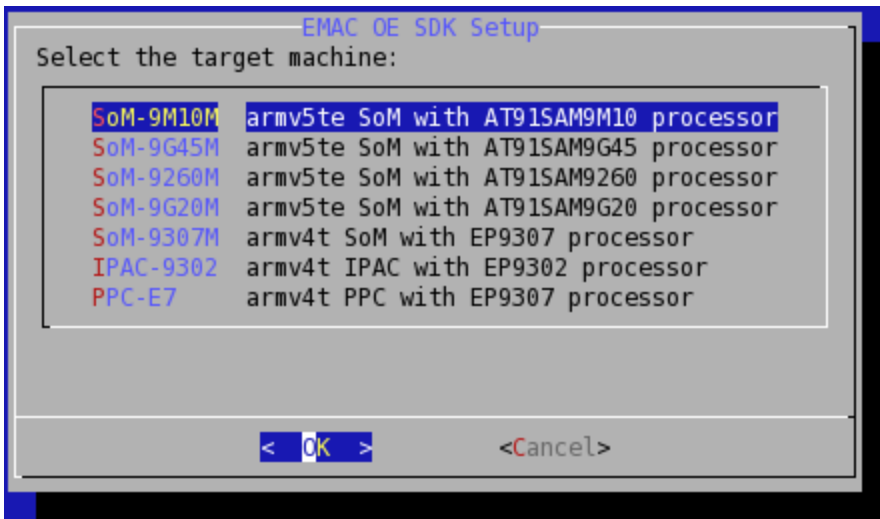 EMAC OE SDK Setup
Select the target machine:
SoM-9M10M armv5te SoM with AT91SAM9M10 processor
SoM-9G45M armv5te SoM with AT91SAM9G45 processor
SoM-9260M armv5te SoM with AT91SAM9260 processor
SoM-9G20M armv5te SoM with AT91SAM9G20 processor
SoM-9307M armv4t SoM with EP9307 processor
IPAC-9302 armv4t IPAC with EP9302 processor
PPC-E7 armv4t PPC with EP9307 processor
< OK > <Cancel>